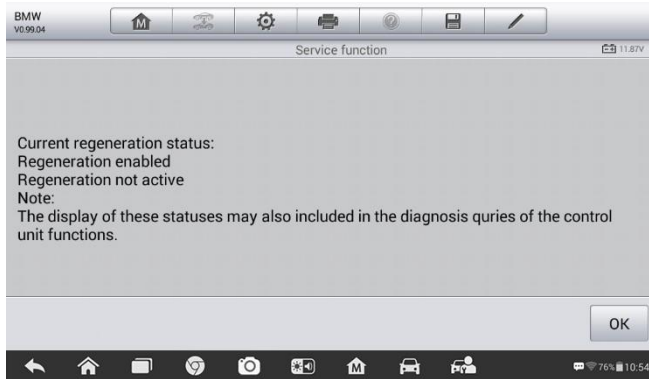 BMW
V0.99.04
M
?
Service function
11.87V
Current regeneration status:
Regeneration enabled
Regeneration not active
Note:
The display of these statuses may also included in the diagnosis quries of the control
unit functions.
OK
M
76% 10:54